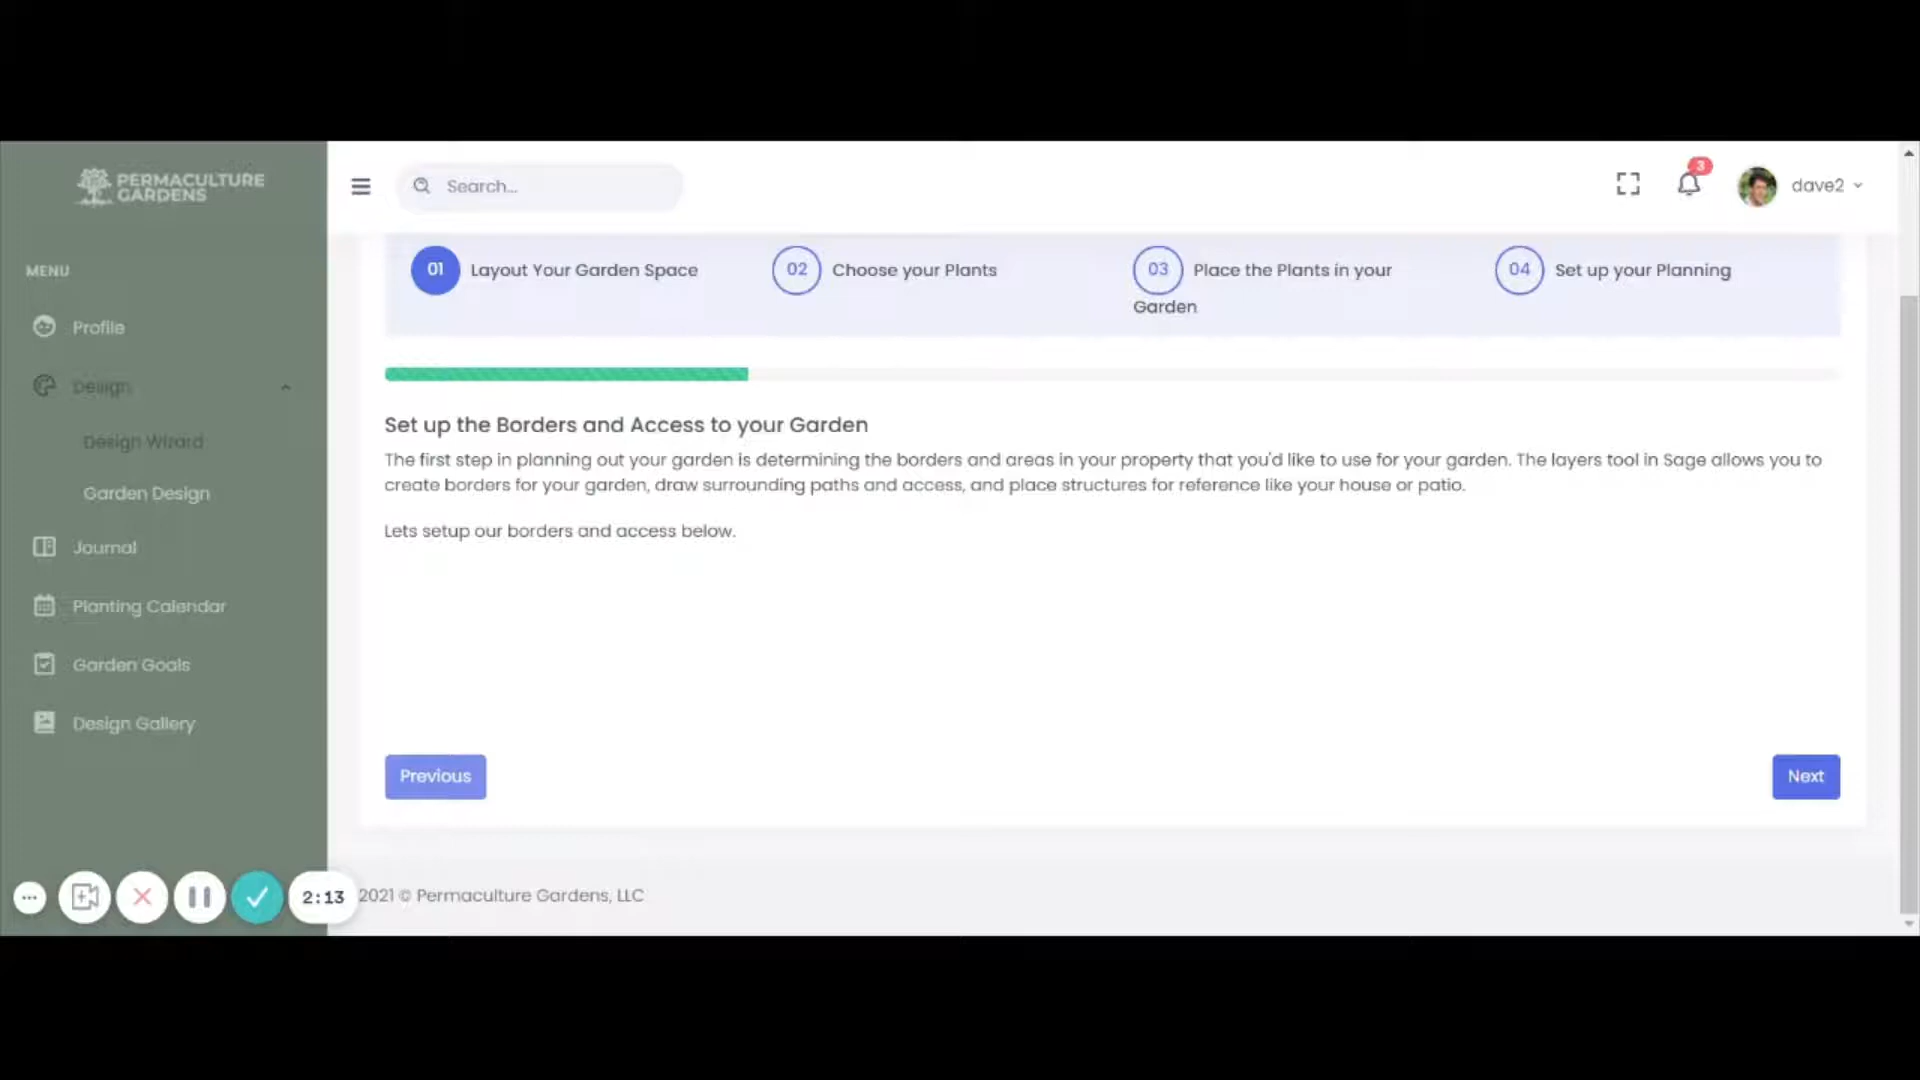 PERMACULTURE
GARDENS
Search...
3
dave2
MENU
Profile
Design
Design Wizard
Garden Design
Journal
Planting Calendar
Garden Goals
Design Gallery
01 Layout Your Garden Space
02 Choose your Plants
03 Place the Plants in your
Garden
04 Set up your Planning
Set up the Borders and Access to your Garden
The first step in planning out your garden is determining the borders and areas in your property that you'd like to use for your garden. The layers tool in Sage allows you to
create borders for your garden, draw surrounding paths and access, and place structures for reference like your house or patio.
Lets setup our borders and access below.
Previous
Next
2:13
2021 © Permaculture Gardens, LLC